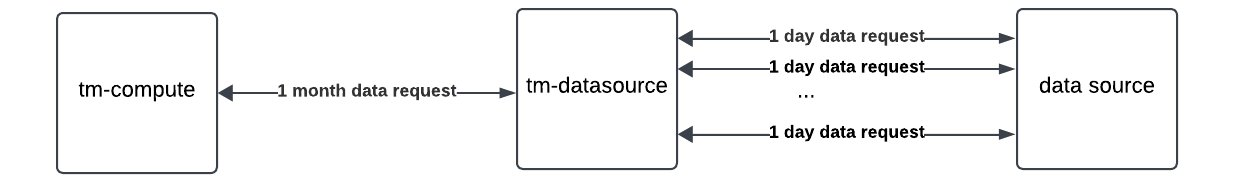 tm-compute
1 month data request
tm-datasource
1 day data request
1 day data request
...
1 day data request
data source